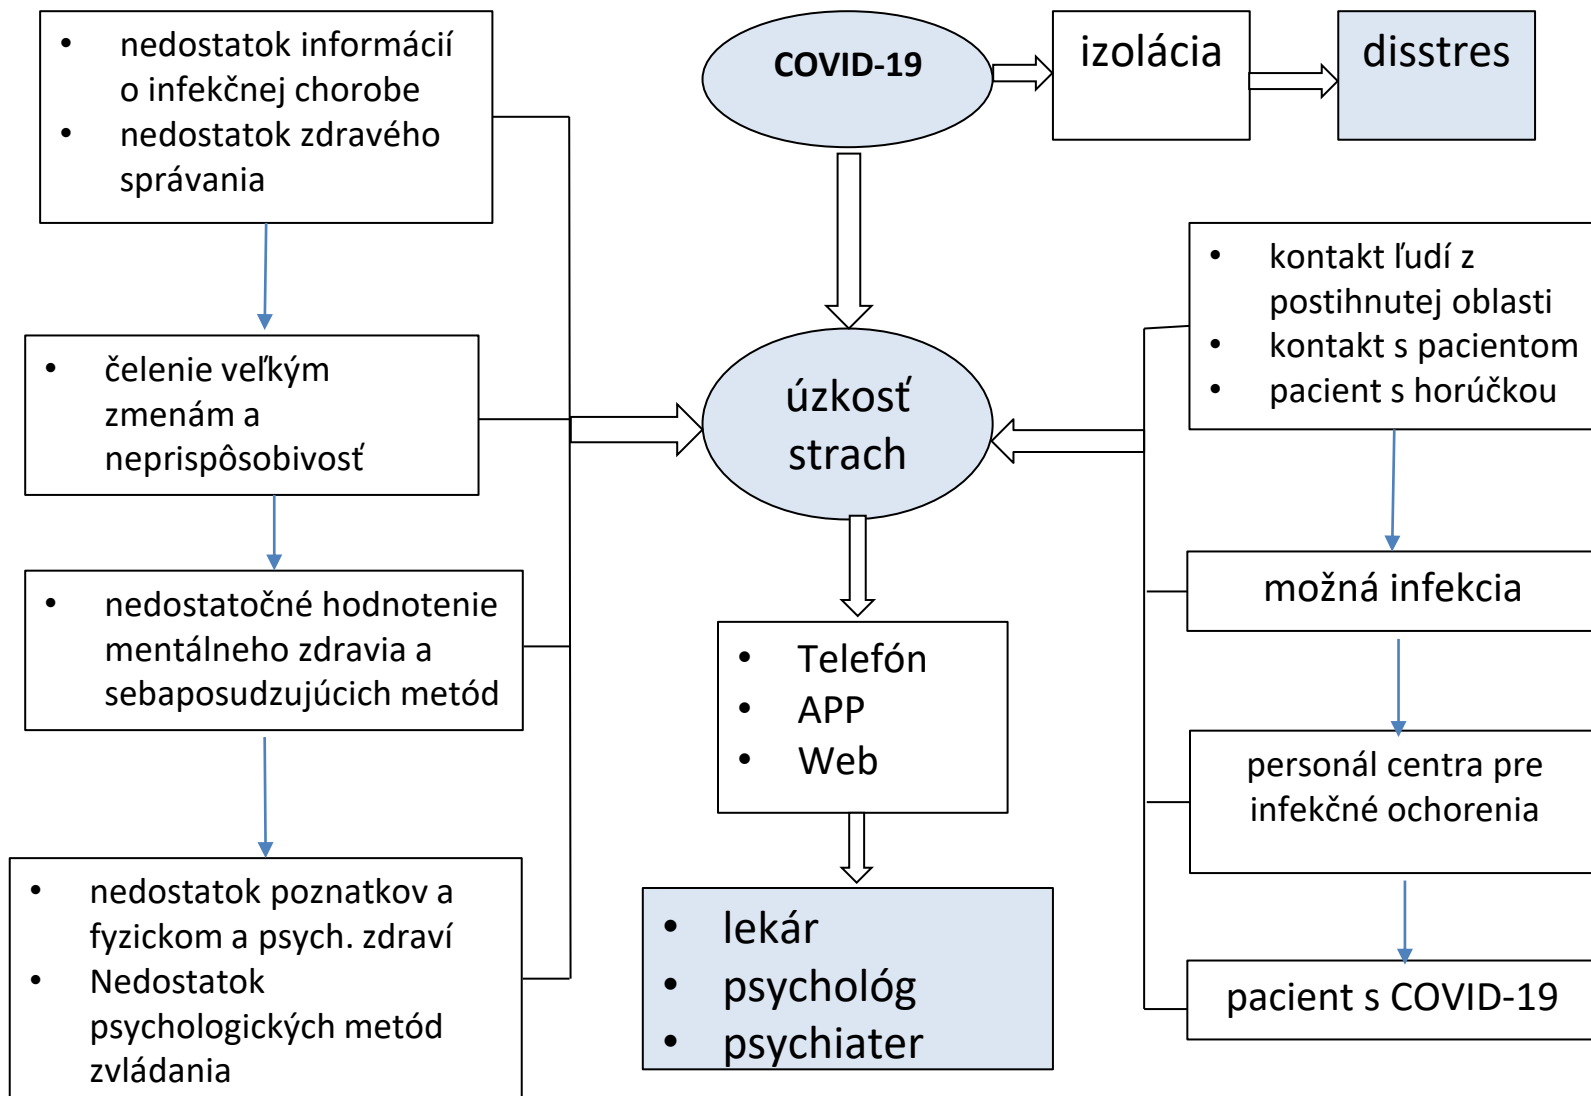 • nedostatok informácií
o infekčnej chorobe
• nedostatok zdravého
správania
• čelenie veľkým
zmenám a
neprispôsobivosť
• nedostatočné hodnotenie
mentálneho zdravia a
sebaposudzujúcich metód
• nedostatok poznatkov a
fyzickom a psych. zdraví
• Nedostatok
psychologických metód
zvládania
COVID-19
izolácia
disstres
úzkosť
strach
• Telefón
• APP
• Web
• lekár
• psychológ
• psychiater
• kontakt ľudí z
postihnutej oblasti
• kontakt s pacientom
• pacient s horúčkou
možná infekcia
personál centra pre
infekčné ochorenia
pacient s COVID-19